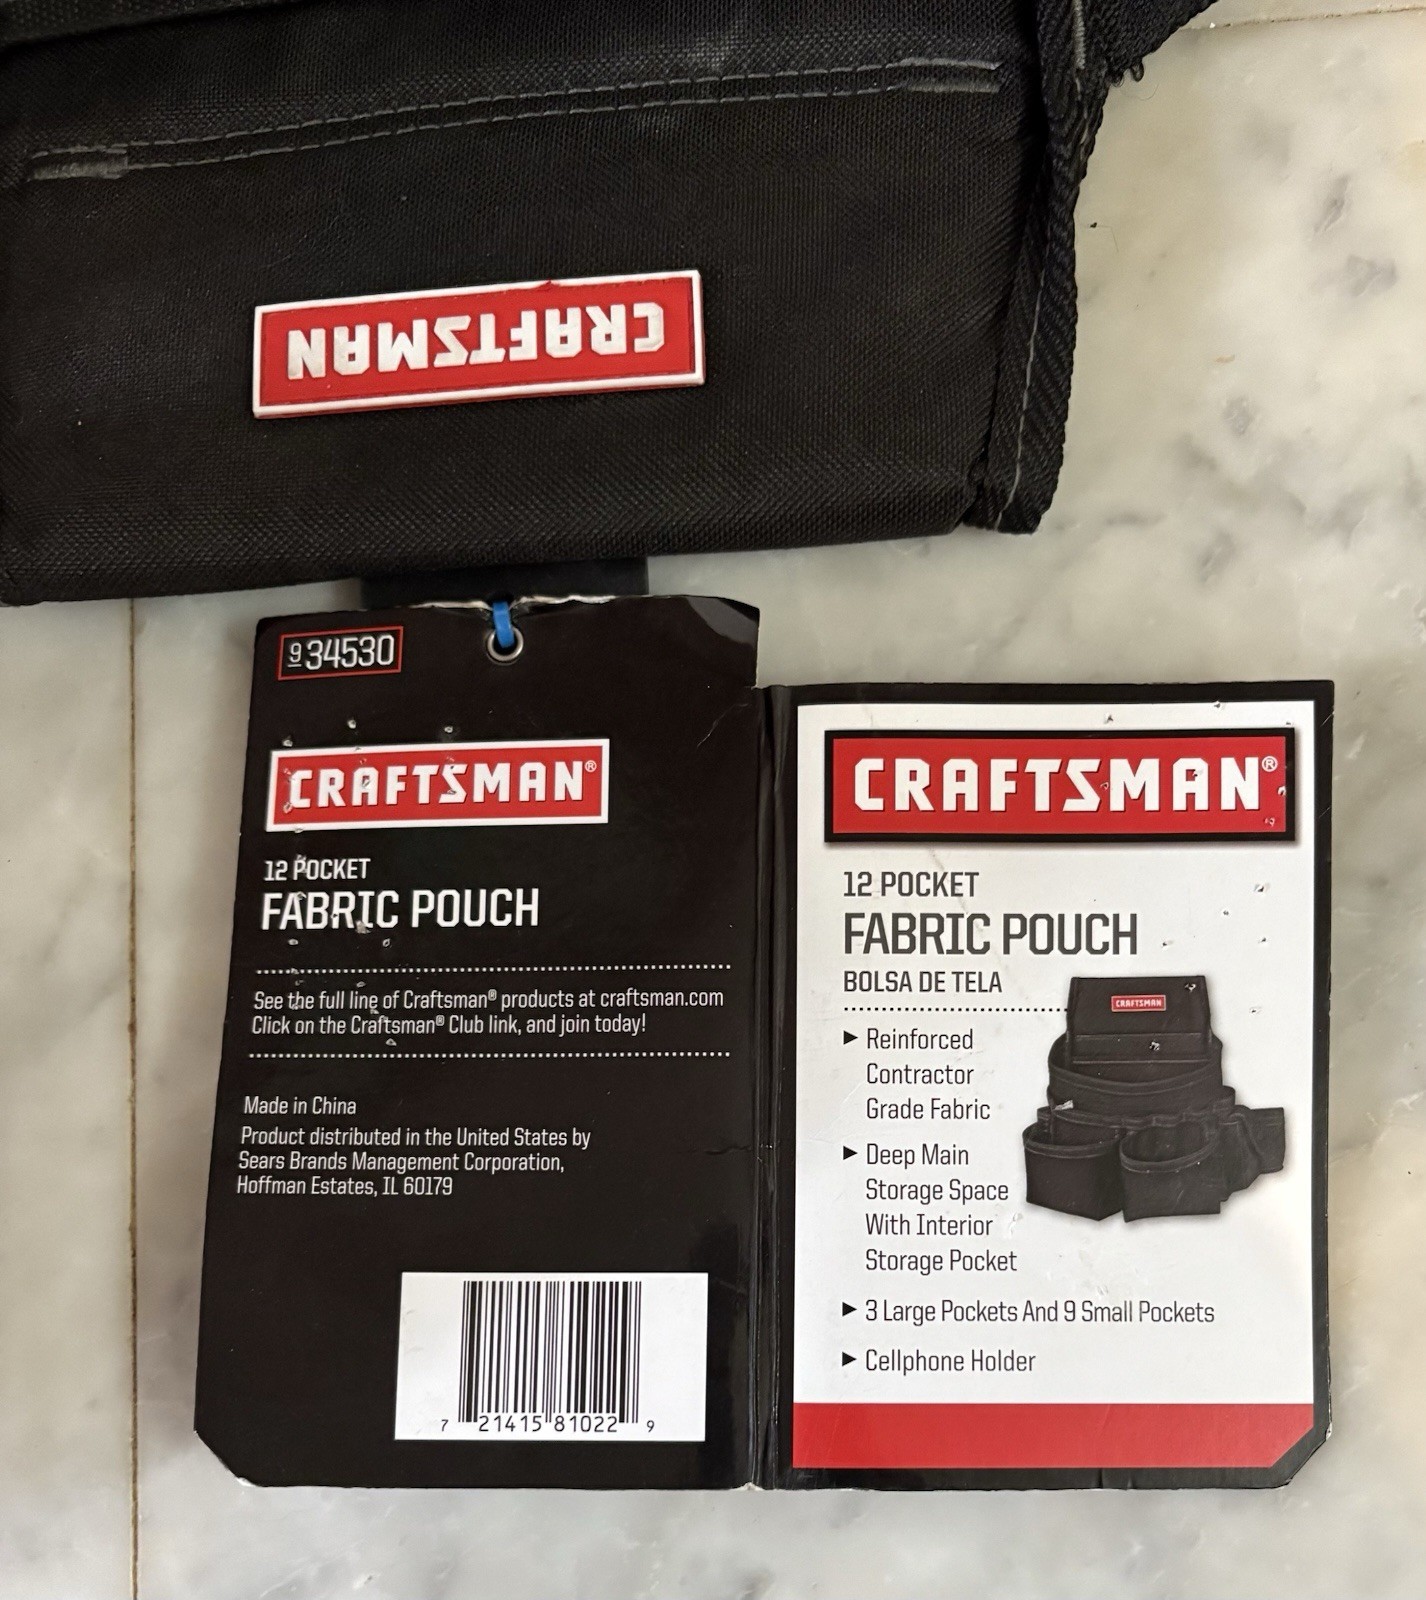 CRAFTSMAN
934530
CRAFTSMAN®
12 POCKET
FABRIC POUCH
See the full line of Craftsman® products at craftsman.com
Click on the Craftsman® Club link, and join today!
Made in China
Product distributed in the United States by
Sears Brands Management Corporation,
Hoffman Estates, IL 60179
7 21415 81022 9
CRAFTSMAN®
12 POCKET
FABRIC POUCH
BOLSA DE TELA
CRAFTSMAN
▶ Reinforced
Contractor
Grade Fabric
▶ Deep Main
Storage Space
With Interior
Storage Pocket
▶ 3 Large Pockets And 9 Small Pockets
▶ Cellphone Holder